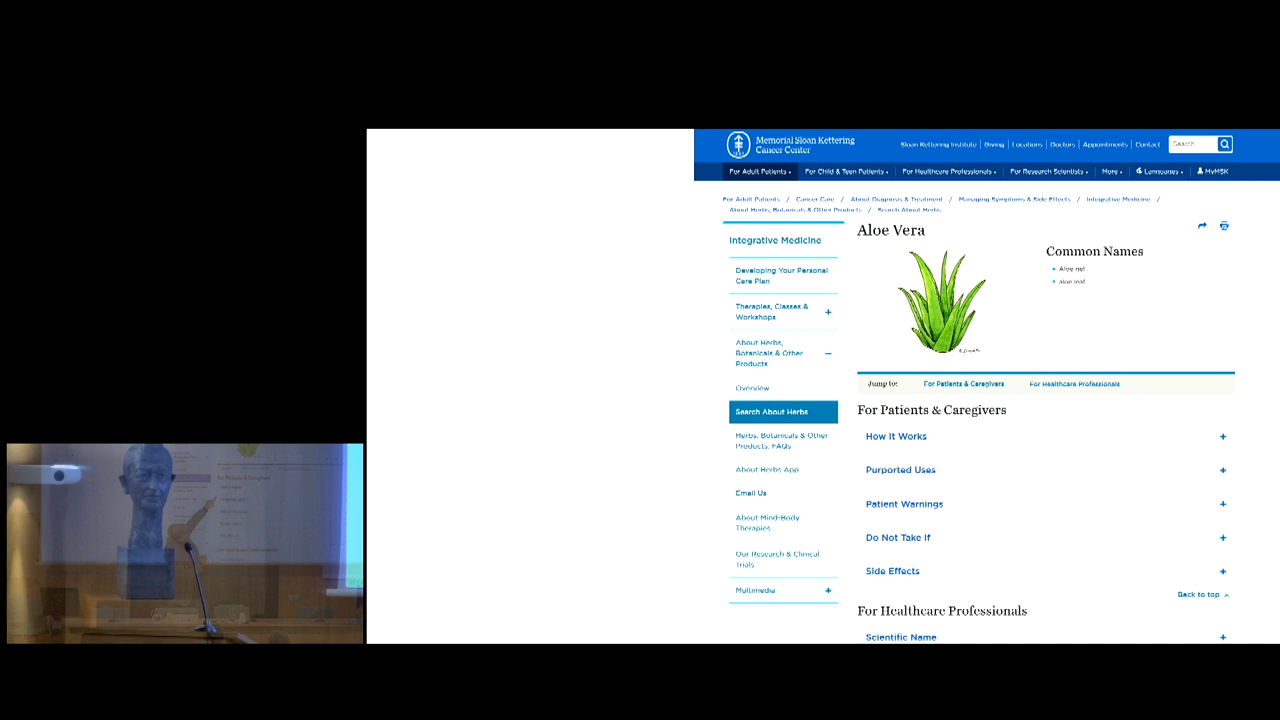 Memorial Sloan Kettering
Cancer Center
Sloan Kettering Institute | Giving | Locations | Doctors | Appointments | Contact
Search
For Adult Patients
For Child & Teen Patients
For Healthcare Professionals
For Research Scientists
More
Languages
MyMSK
For Adult Patients / Cancer Care / About Diagnosis & Treatment / Managing Symptoms & Side Effects / Integrative Medicine /
About Herbs, Botanicals & Other Products / Search About Herbs
Integrative Medicine
Developing Your Personal
Care Plan
Therapies, Classes &
Workshops +
About Herbs,
Botanicals & Other
Products −
Overview
Search About Herbs
Herbs, Botanicals & Other
Products: FAQs
About Herbs App
Email Us
About Mind-Body
Therapies
Our Research & Clinical
Trials
Multimedia +
Aloe Vera
Common Names
Aloe gel
aloe leaf
Jump to: For Patients & Caregivers For Healthcare Professionals
For Patients & Caregivers
How It Works +
Purported Uses +
Patient Warnings +
Do Not Take If +
Side Effects +
Back to top
For Healthcare Professionals
Scientific Name +